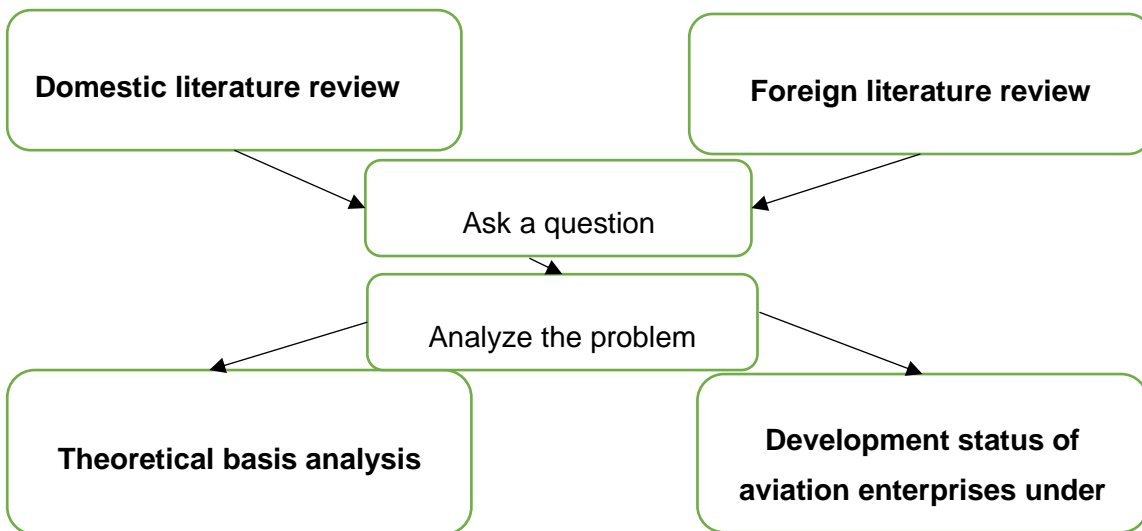 Domestic literature review
Foreign literature review
Ask a question
Analyze the problem
Theoretical basis analysis
Development status of
aviation enterprises under